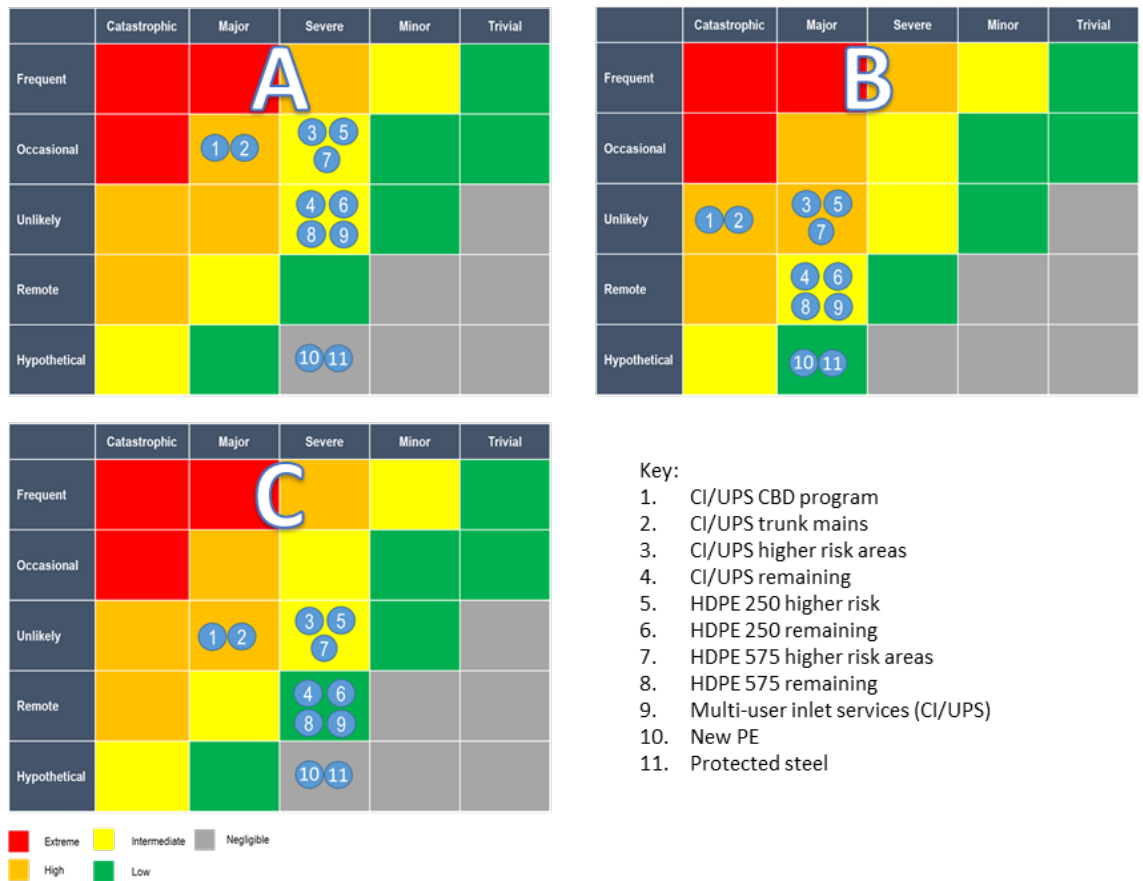 Catastrophic Major Severe Minor Trivial
A
Frequent
Occasional 1 2 3 5
7
Unlikely 4 6
8 9
Remote
Hypothetical 10 11
Catastrophic Major Severe Minor Trivial
B
Frequent
Occasional
Unlikely 1 2 3 5
7
Remote 4 6
8 9
Hypothetical 10 11
Catastrophic Major Severe Minor Trivial
C
Frequent
Occasional
Unlikely 1 2 3 5
7
Remote 4 6
8 9
Hypothetical 10 11
Key:
1. CI/UPS CBD program
2. CI/UPS trunk mains
3. CI/UPS higher risk areas
4. CI/UPS remaining
5. HDPE 250 higher risk
6. HDPE 250 remaining
7. HDPE 575 higher risk areas
8. HDPE 575 remaining
9. Multi-user inlet services (CI/UPS)
10. New PE
11. Protected steel
Extreme Intermediate Negligible
High Low